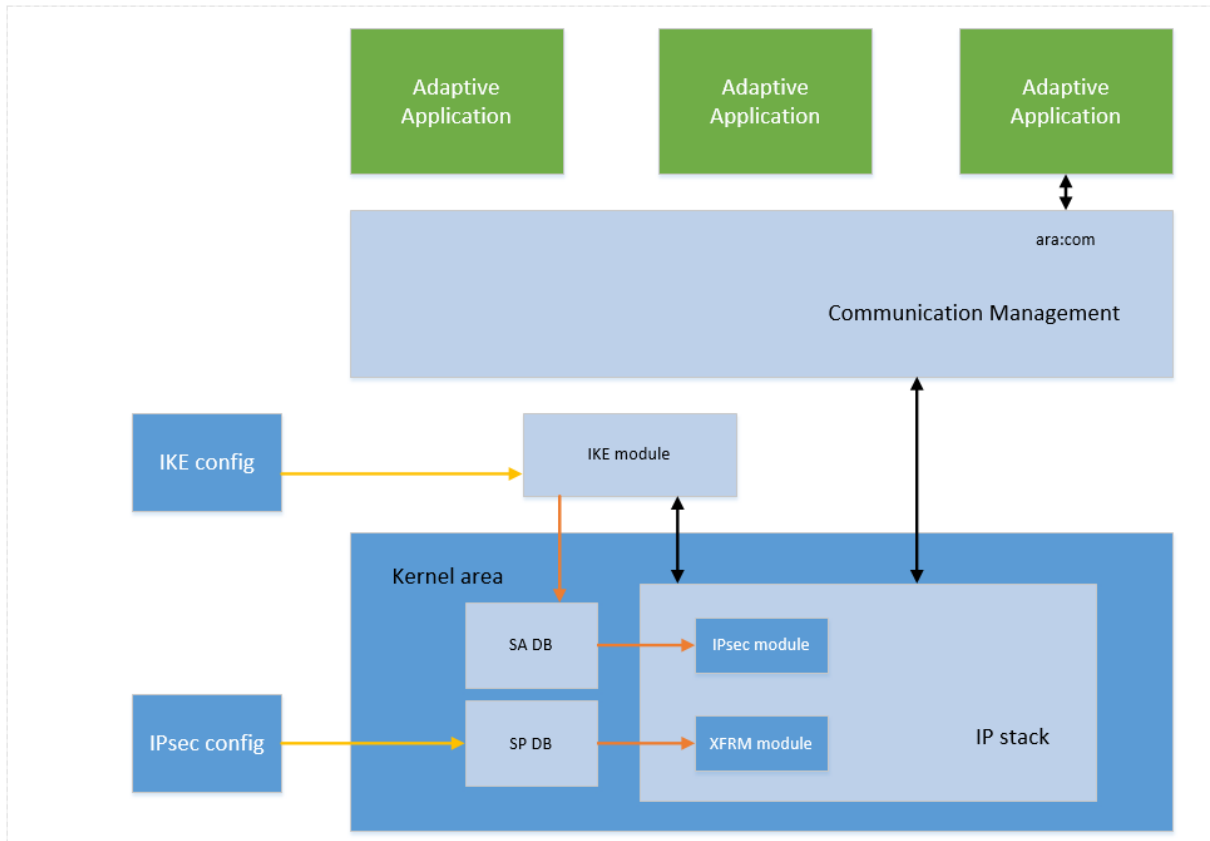 Adaptive
Application
Adaptive
Application
Adaptive
Application
ara:com
Communication Management
IKE config
IKE module
Kernel area
SA DB
IPsec module
IPsec config
SP DB
XFRM module
IP stack